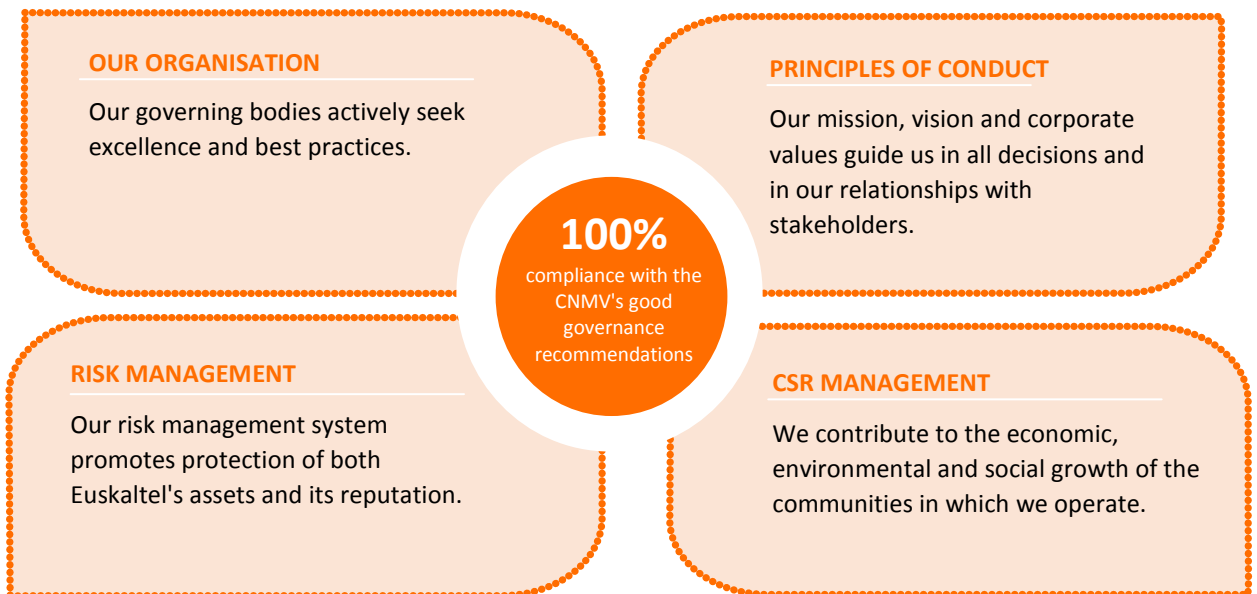 OUR ORGANISATION
Our governing bodies actively seek
excellence and best practices.
PRINCIPLES OF CONDUCT
Our mission, vision and corporate
values guide us in all decisions and
in our relationships with
stakeholders.
100%
compliance with the
CNMV's good
governance
recommendations
RISK MANAGEMENT
Our risk management system
promotes protection of both
Euskaltel's assets and its reputation.
CSR MANAGEMENT
We contribute to the economic,
environmental and social growth of the
communities in which we operate.